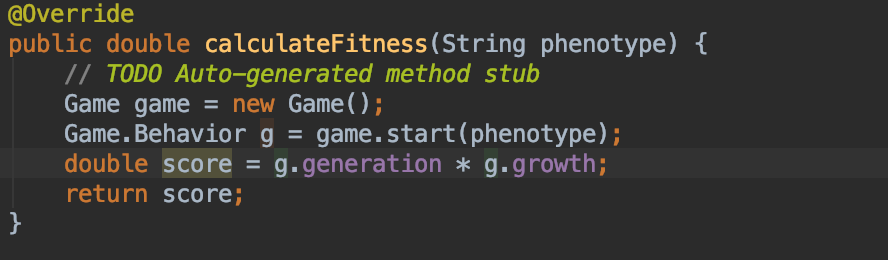 @Override
public double calculateFitness(String phenotype) {
// TODO Auto-generated method stub
Game game = new Game();
Game.Behavior g = game.start(phenotype);
double score = g.generation * g.growth;
return score;
}